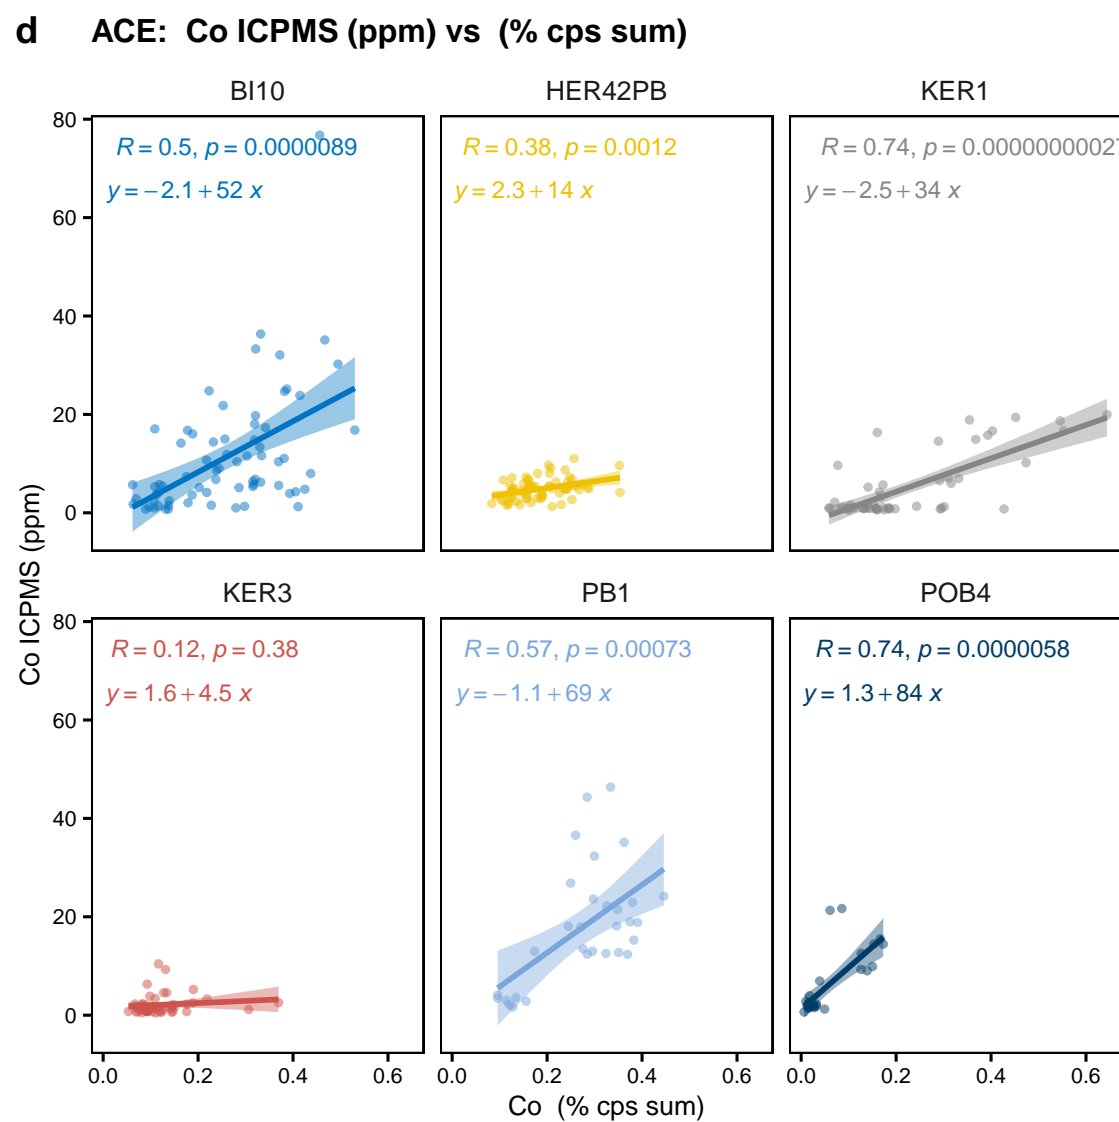 d ACE: Co ICPMS (ppm) vs (% cps sum)
BI10 HER42PB KER1
R = 0.5, p = 0.0000089 R = 0.38, p = 0.0012 R = 0.74, p = 0.0000000002
y = −2.1 + 52 x y = 2.3 + 14 x y = −2.5 + 34 x
80
60
40
20
0
KER3 PB1 POB4
R = 0.12, p = 0.38 R = 0.57, p = 0.00073 R = 0.74, p = 0.0000058
y = 1.6 + 4.5 x y = −1.1 + 69 x y = 1.3 + 84 x
80
60
40
20
0
Co ICPMS (ppm)
0.0 0.2 0.4 0.6 0.0 0.2 0.4 0.6 0.0 0.2 0.4 0.6
Co (% cps sum)